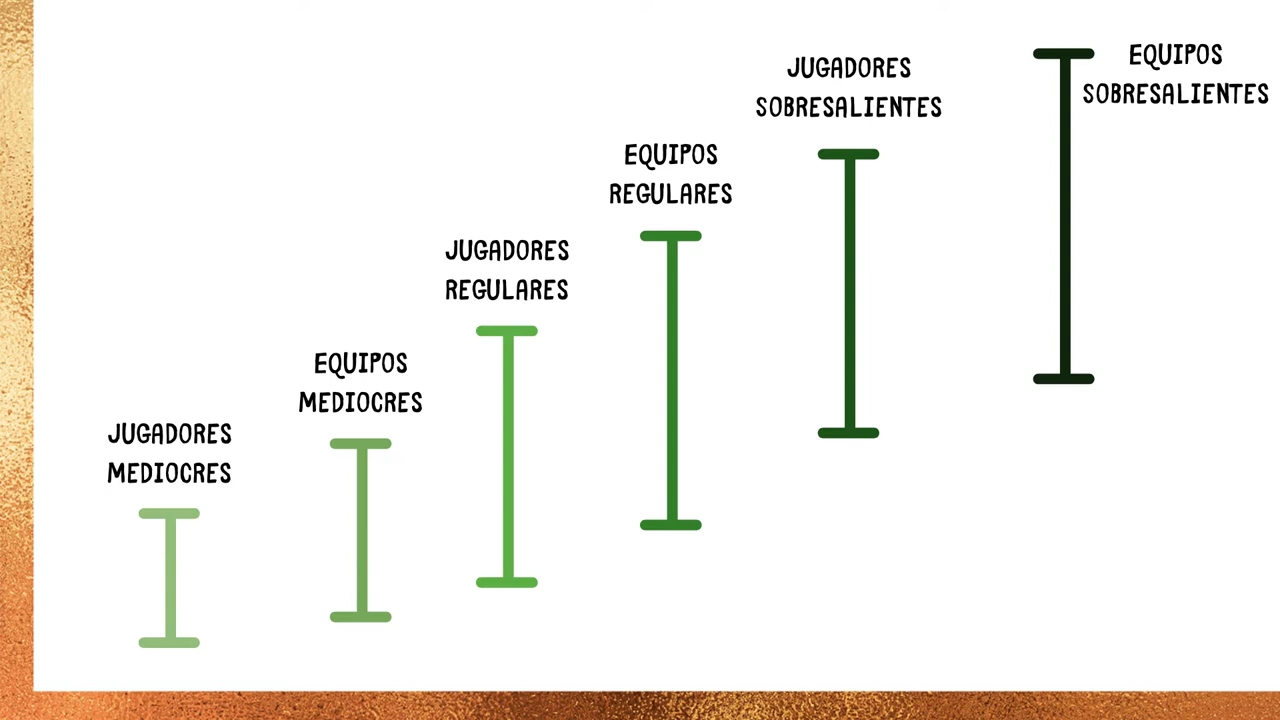 JUGADORES
MEDIOCRES
EQUIPOS
MEDIOCRES
JUGADORES
REGULARES
EQUIPOS
REGULARES
JUGADORES
SOBRESALIENTES
EQUIPOS
SOBRESALIENTES